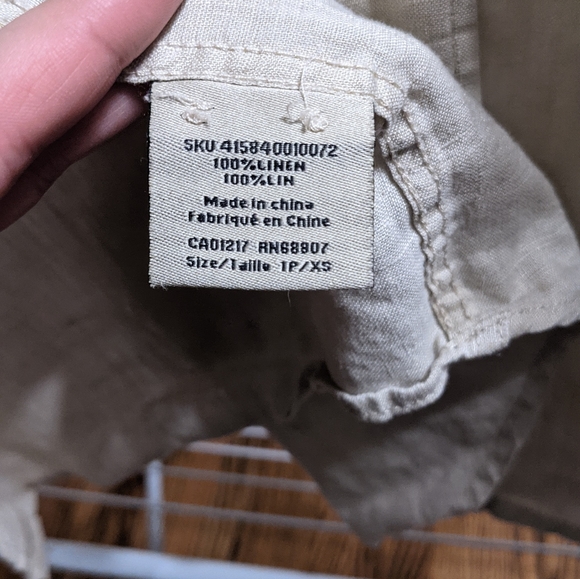 SKU 415840010072
100%LINEN
100%LIN
Made in china
Fabriqué en Chine
CA01217 RN68907
Size/Taille 1P/XS